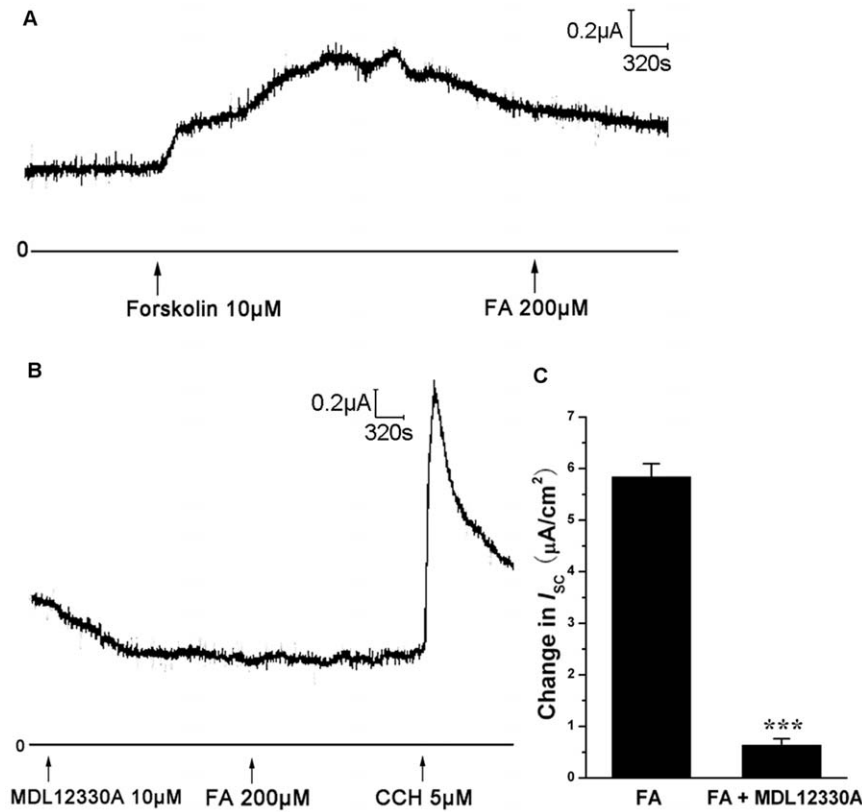 A
0.2µA
320s
0
Forskolin 10µM
FA 200µM
B
0.2µA
320s
0
MDL12330A 10µM
FA 200µM
CCH 5µM
C
Change in Isc (µA/cm²)
7
6
5
4
3
2
1
0
***
FA
FA + MDL12330A